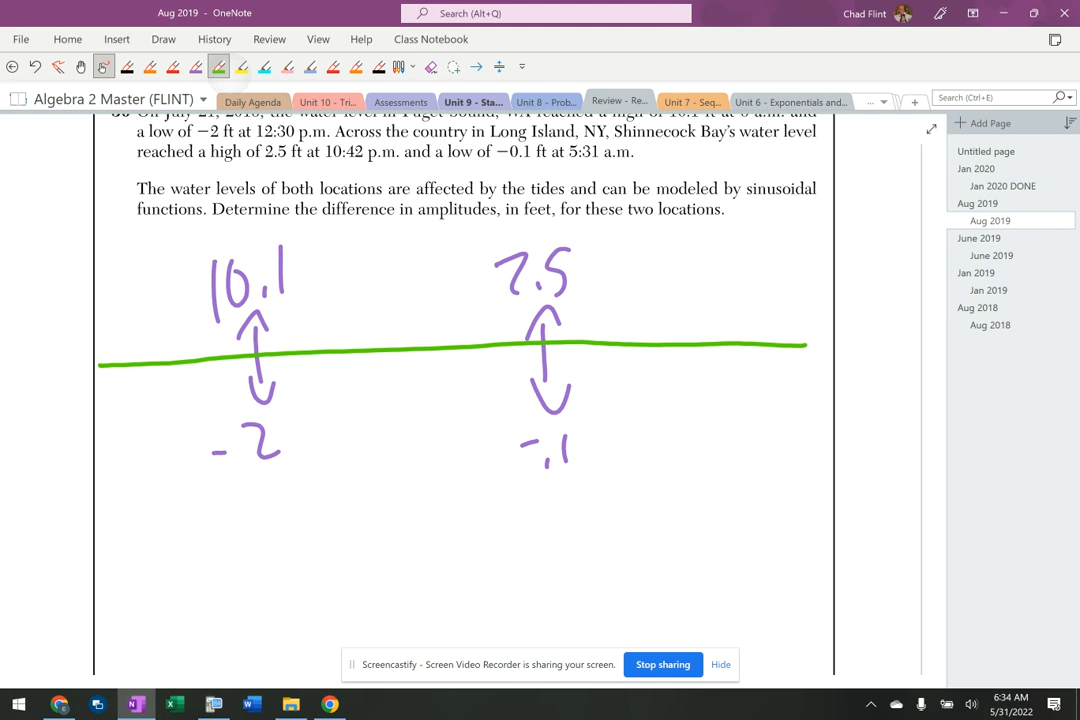 Aug 2019 - OneNote
Search (Alt+Q)
Chad Flint
File Home Insert Draw History Review View Help Class Notebook
Algebra 2 Master (FLINT)
Daily Agenda
Unit 10 - Tri...
Assessments
Unit 9 - Sta...
Unit 8 - Prob...
Review - Re...
Unit 7 - Seq...
Unit 6 - Exponentials and...
...
Search (Ctrl+E)
Add Page
Untitled page
Jan 2020
Jan 2020 DONE
Aug 2019
Aug 2019
June 2019
June 2019
Jan 2019
Jan 2019
Aug 2018
Aug 2018
a low of −2 ft at 12:30 p.m. Across the country in Long Island, NY, Shinnecock Bay's water level
reached a high of 2.5 ft at 10:42 p.m. and a low of −0.1 ft at 5:31 a.m.
The water levels of both locations are affected by the tides and can be modeled by sinusoidal
functions. Determine the difference in amplitudes, in feet, for these two locations.
10.1 2.5
-2 -.1
Screencastify - Screen Video Recorder is sharing your screen.
Stop sharing
Hide
6:34 AM
5/31/2022